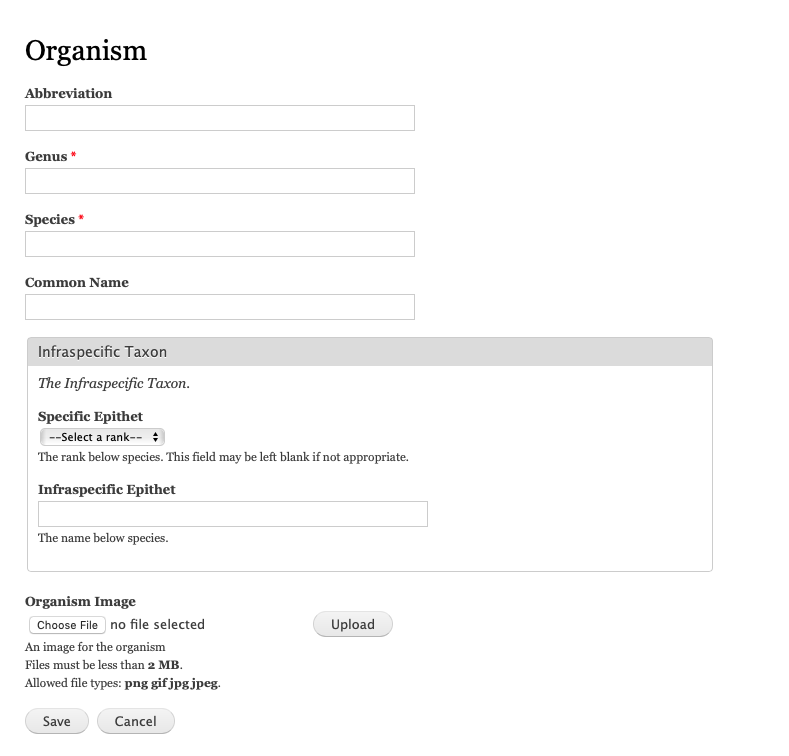 Organism
Abbreviation
Genus *
Species *
Common Name
Infraspecific Taxon
The Infraspecific Taxon.
Specific Epithet
--Select a rank--
The rank below species. This field may be left blank if not appropriate.
Infraspecific Epithet
The name below species.
Organism Image
Choose File no file selected Upload
An image for the organism
Files must be less than 2 MB.
Allowed file types: png gif jpg jpeg.
Save Cancel